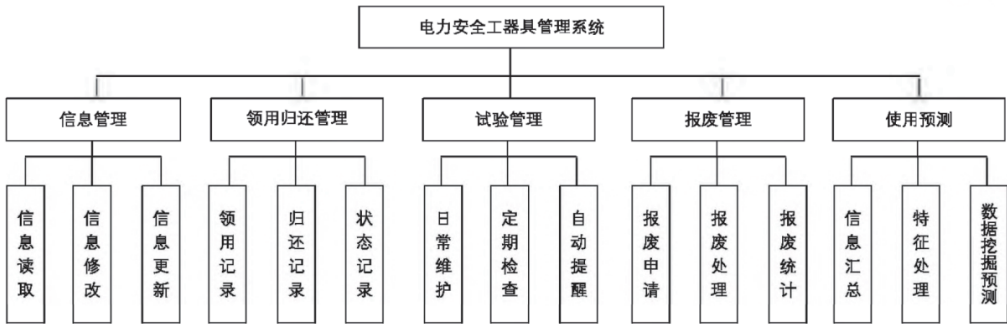 电力安全工器具管理系统
信息管理
领用归还管理
试验管理
报废管理
使用预测
信息读取
信息修改
信息更新
领用记录
归还记录
状态记录
日常维护
定期检查
自动提醒
报废申请
报废处理
报废统计
信息汇总
特征处理
数据挖掘预测